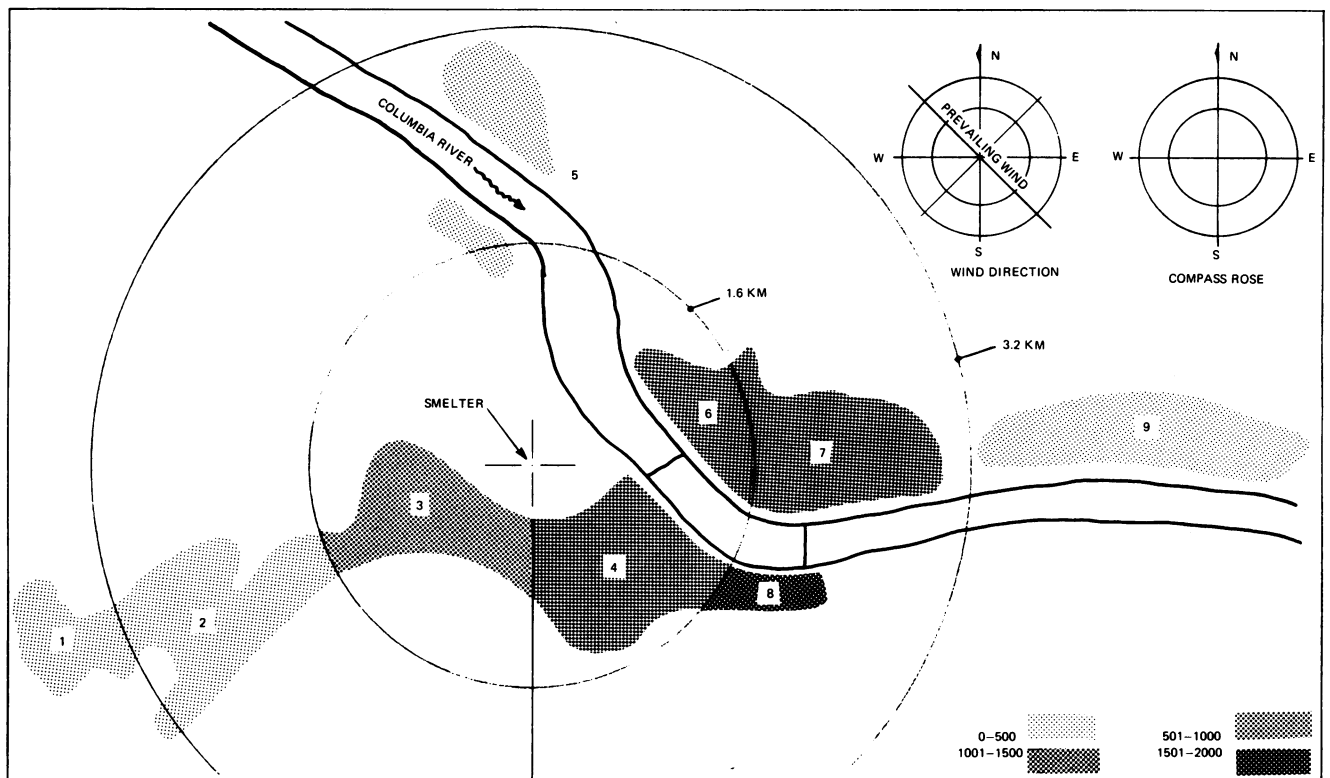 N
N
COLUMBIA RIVER
PREVAILING WIND
W
E
W
E
5
S
S
WIND DIRECTION
COMPASS ROSE
1.6 KM
3.2 KM
SMELTER
6
9
7
3
4
8
2
1
0–500
501–1000
1001–1500
1501–2000